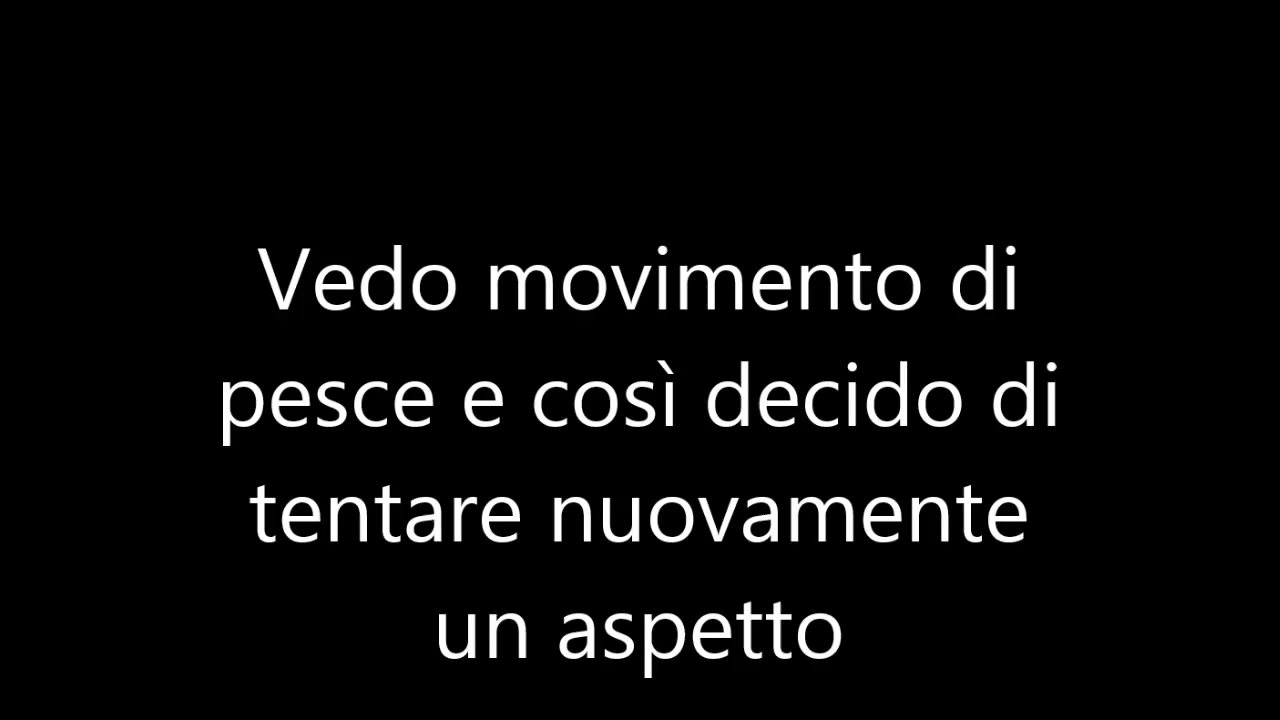 Vedo movimento di
pesce e così decido di
tentare nuovamente
un aspetto